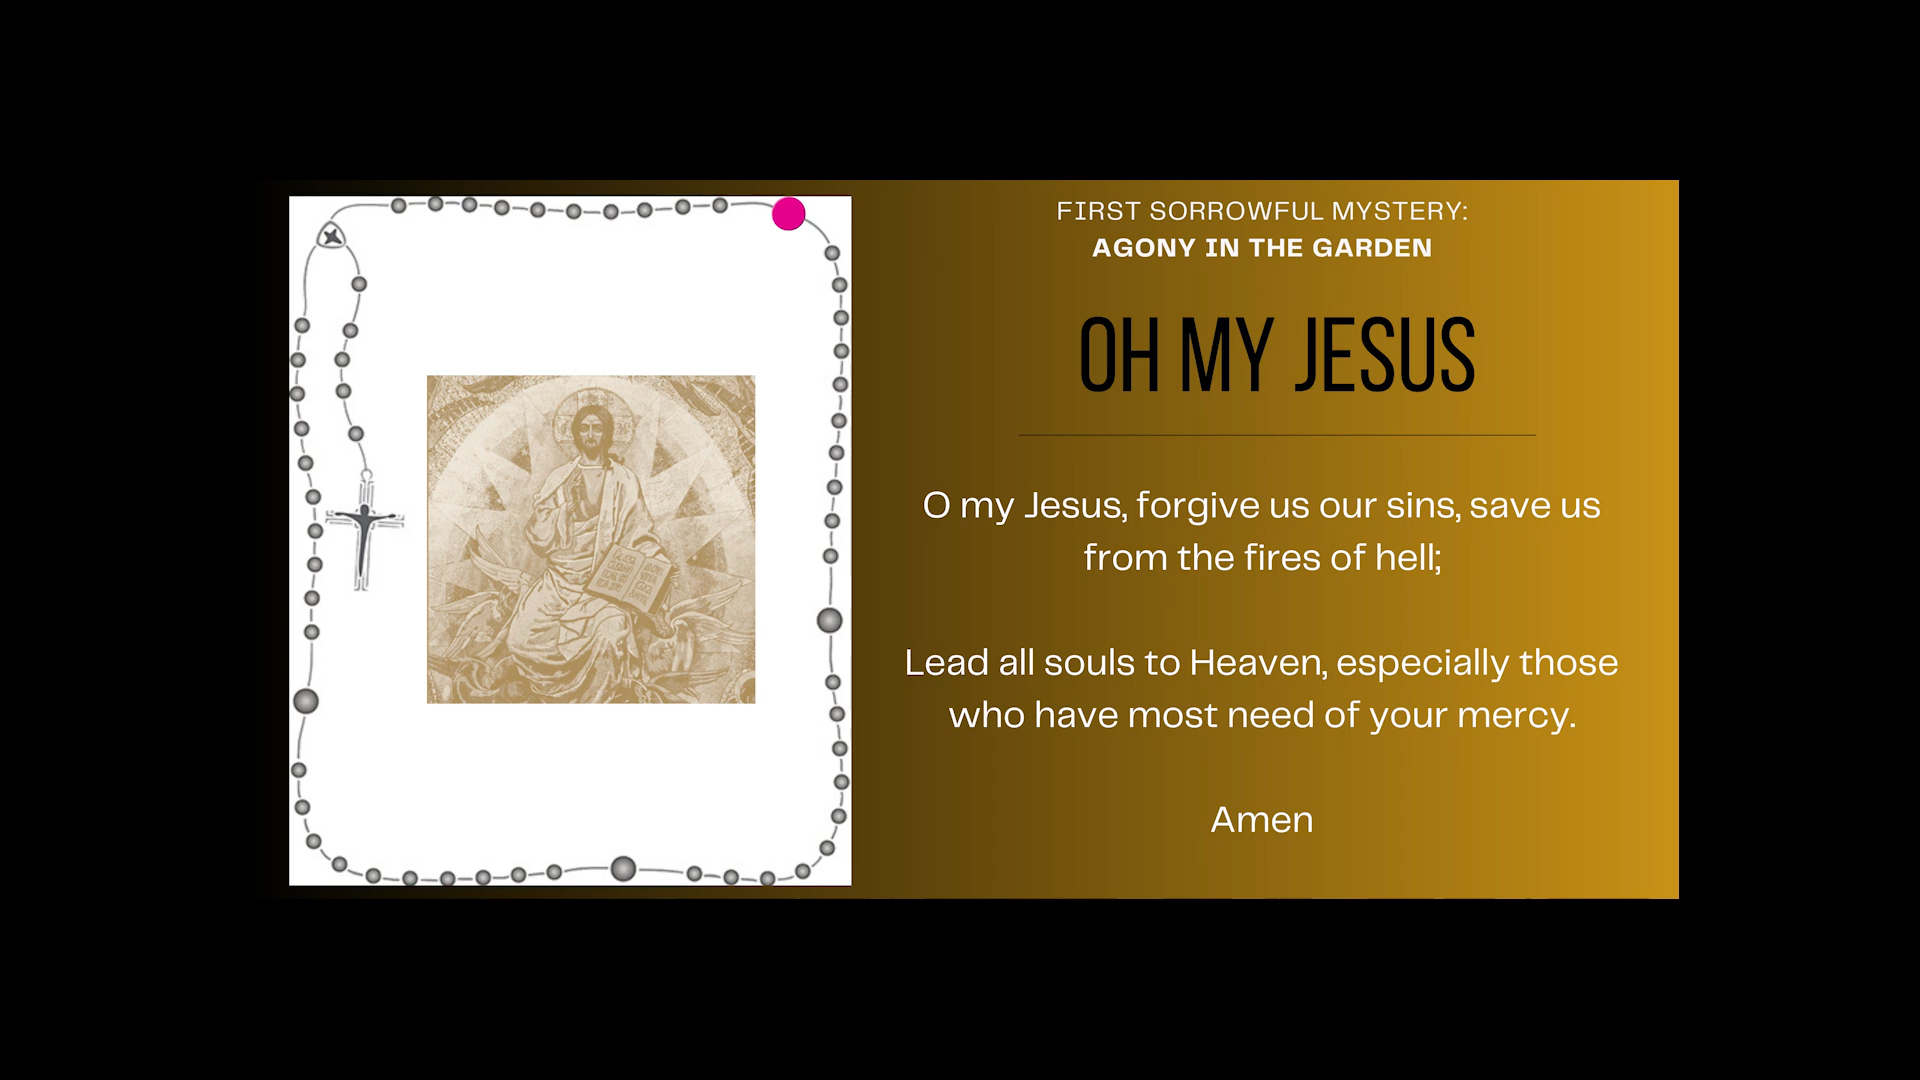 FIRST SORROWFUL MYSTERY:
AGONY IN THE GARDEN
OH MY JESUS
O my Jesus, forgive us our sins, save us
from the fires of hell;
Lead all souls to Heaven, especially those
who have most need of your mercy.
Amen